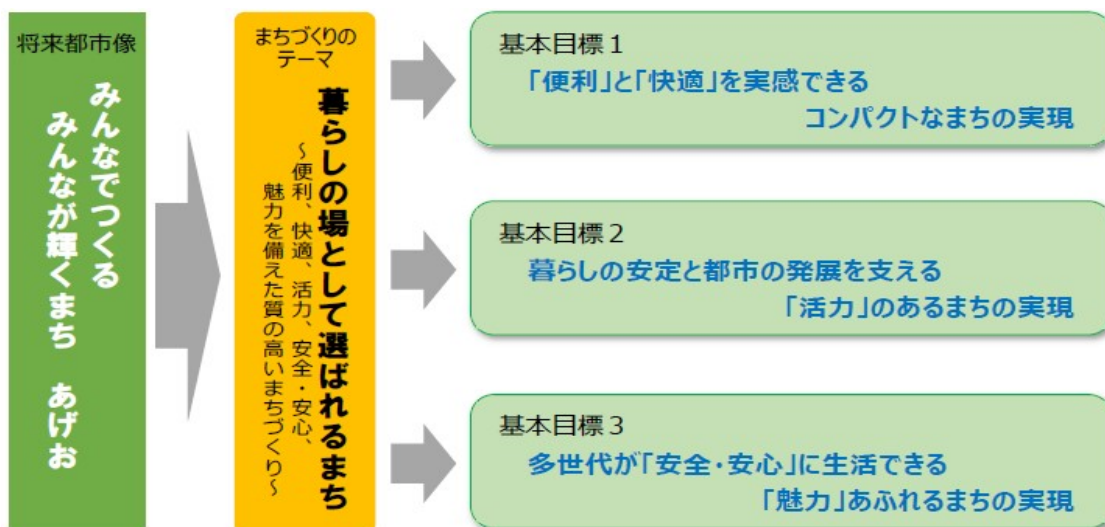 将来都市像
みんなでつくる
みんなが輝くまち　あげお
まちづくりの
テーマ
暮らしの場として選ばれるまち
～便利、快適、活力、安全・安心、
魅力を備えた質の高いまちづくり～
基本目標１
「便利」と「快適」を実感できる
コンパクトなまちの実現
基本目標２
暮らしの安定と都市の発展を支える
「活力」のあるまちの実現
基本目標３
多世代が「安全・安心」に生活できる
「魅力」あふれるまちの実現